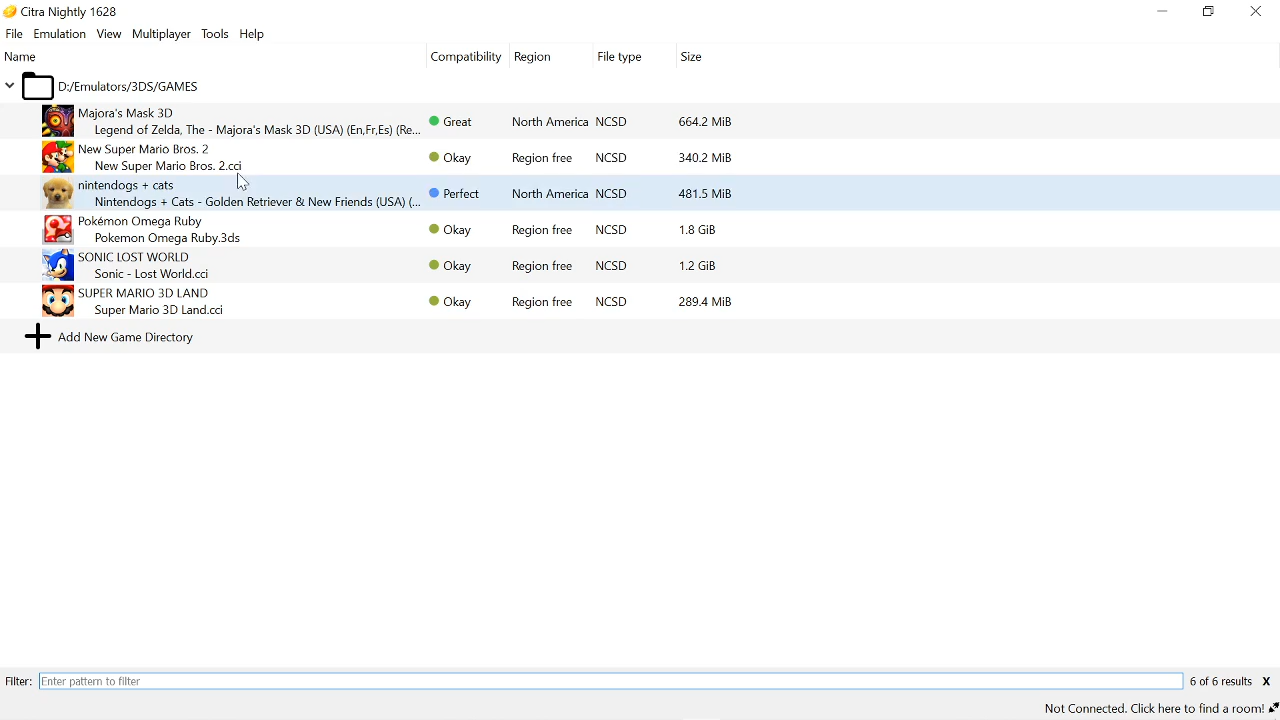 Citra Nightly 1628
File Emulation View Multiplayer Tools Help
Name Compatibility Region File type Size
D:/Emulators/3DS/GAMES
Majora's Mask 3D
Legend of Zelda, The - Majora's Mask 3D (USA) (En,Fr,Es) (Re... Great North America NCSD 664.2 MiB
New Super Mario Bros. 2
New Super Mario Bros. 2.cci Okay Region free NCSD 340.2 MiB
nintendogs + cats
Nintendogs + Cats - Golden Retriever & New Friends (USA) (... Perfect North America NCSD 481.5 MiB
Pokémon Omega Ruby
Pokemon Omega Ruby.3ds Okay Region free NCSD 1.8 GiB
SONIC LOST WORLD
Sonic - Lost World.cci Okay Region free NCSD 1.2 GiB
SUPER MARIO 3D LAND
Super Mario 3D Land.cci Okay Region free NCSD 289.4 MiB
Add New Game Directory
Filter: Enter pattern to filter 6 of 6 results X
Not Connected. Click here to find a room!